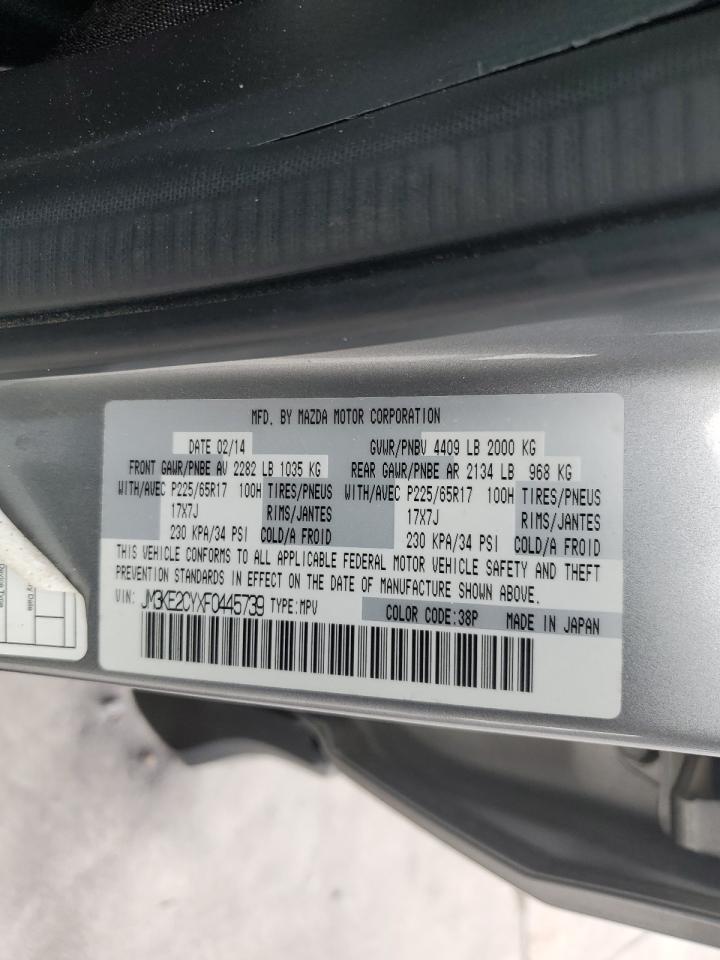 MFD. BY MAZDA MOTOR CORPORATION
DATE 02/14 GVWR/PNBV 4409 LB 2000 KG
FRONT GAWR/PNBE AV 2282 LB 1035 KG REAR GAWR/PNBE AR 2134 LB 968 KG
WITH/AVEC P225/65R17 100H TIRES/PNEUS WITH/AVEC P225/65R17 100H TIRES/PNEUS
17X7J RIMS/JANTES 17X7J RIMS/JANTES
230 KPA/34 PSI COLD/A FROID 230 KPA/34 PSI COLD/A FROID
THIS VEHICLE CONFORMS TO ALL APPLICABLE FEDERAL MOTOR VEHICLE SAFETY AND THEFT
PREVENTION STANDARDS IN EFFECT ON THE DATE OF MANUFACTURE SHOWN ABOVE.
VIN: JM3KE2CYXF0445739 TYPE:MPV COLOR CODE:38P MADE IN JAPAN
Device Type
Date